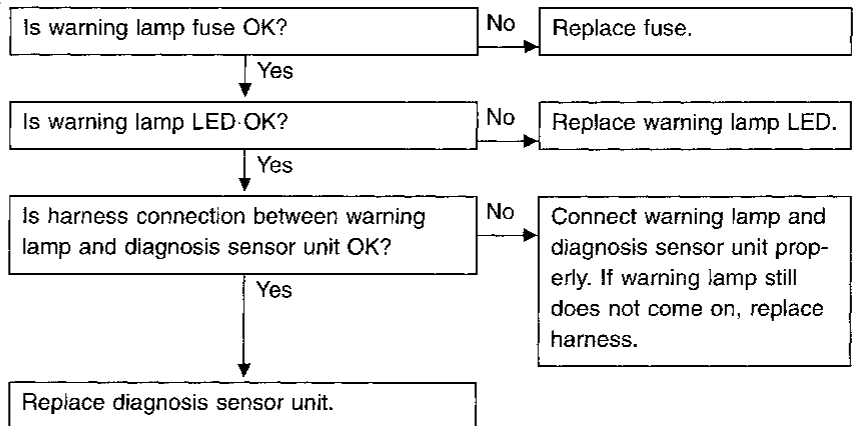 Is warning lamp fuse OK?
No
Replace fuse.
Yes
Is warning lamp LED OK?
No
Replace warning lamp LED.
Yes
Is harness connection between warning
lamp and diagnosis sensor unit OK?
No
Connect warning lamp and
diagnosis sensor unit prop-
erly. If warning lamp still
does not come on, replace
harness.
Yes
Replace diagnosis sensor unit.